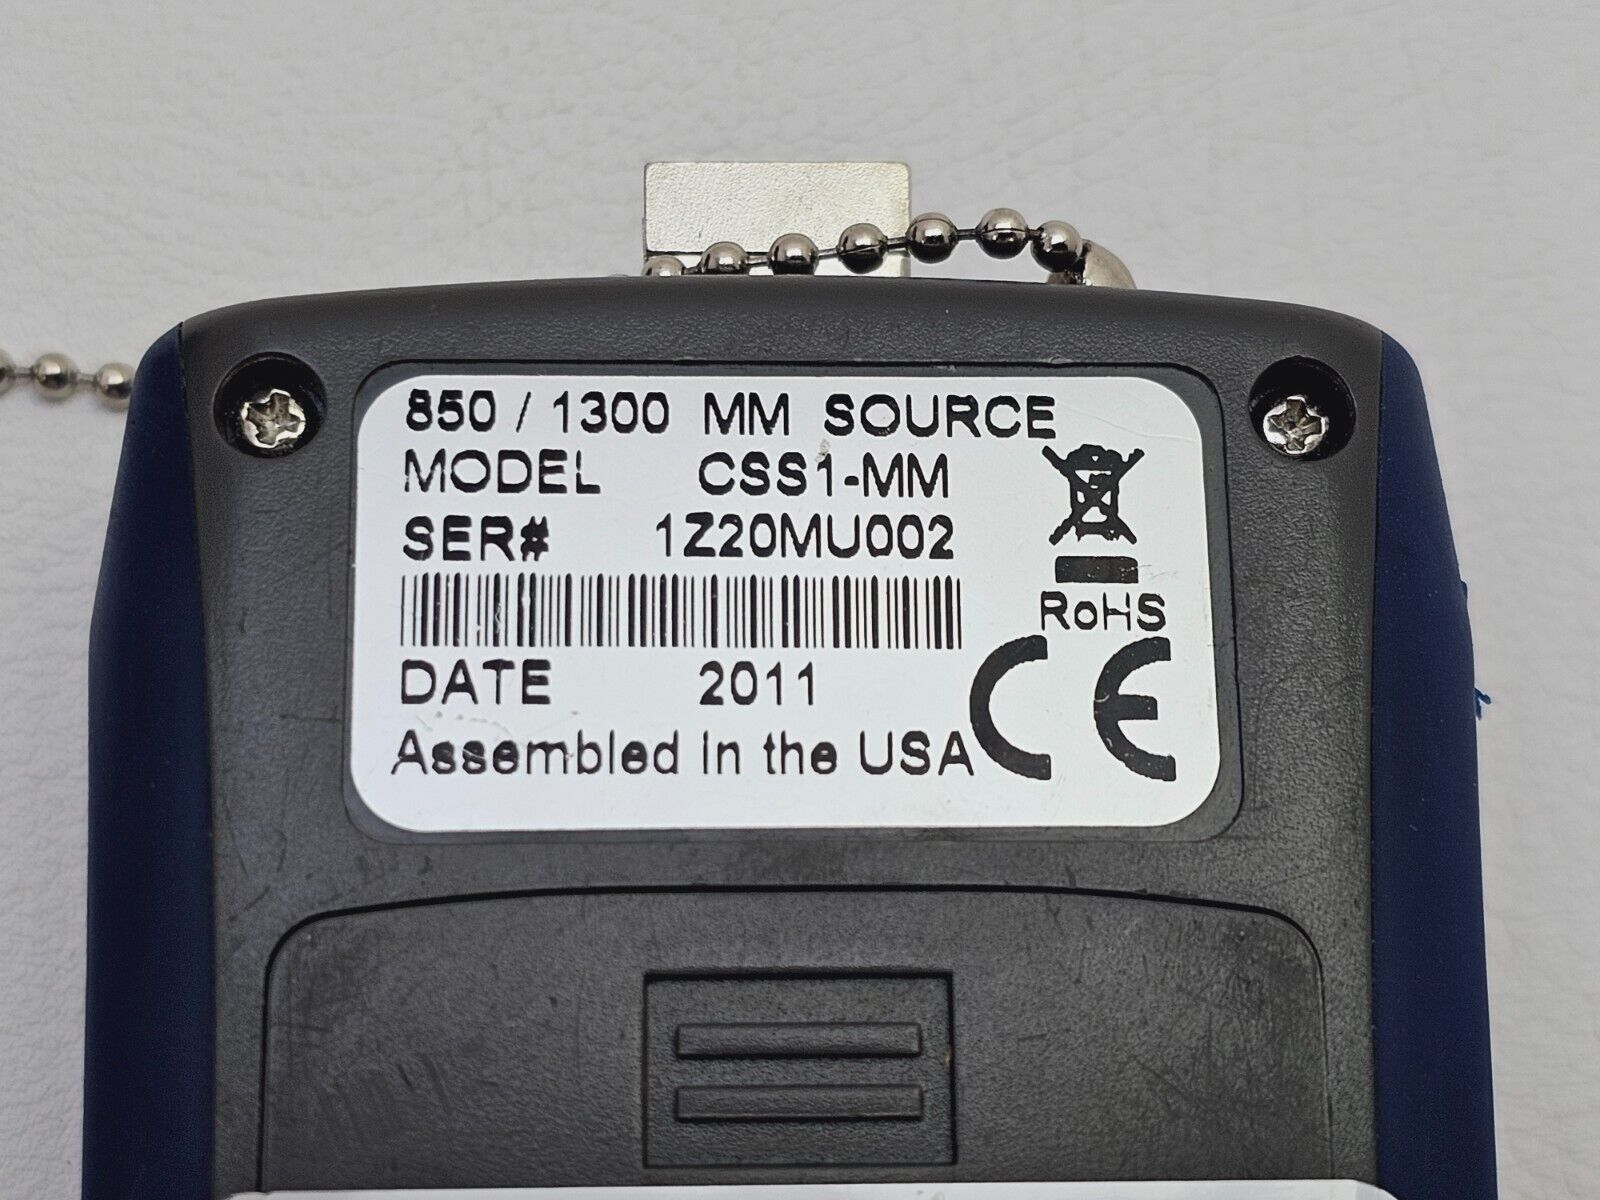 850 / 1300 MM SOURCE
MODEL CSS1-MM
SER# 1Z20MU002
RoHS
DATE 2011
CE
Assembled in the USA